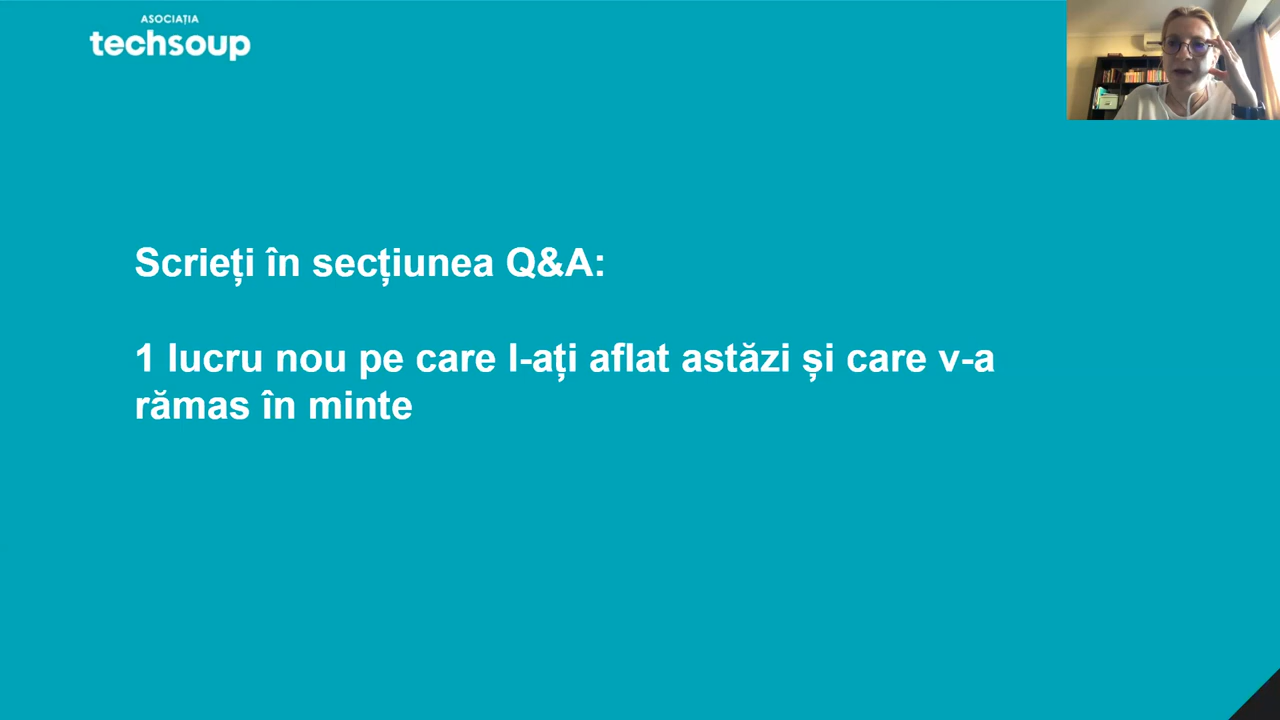 ASOCIAȚIA
techsoup
Scrieți în secțiunea Q&A:
1 lucru nou pe care l-ați aflat astăzi și care v-a
rămas în minte